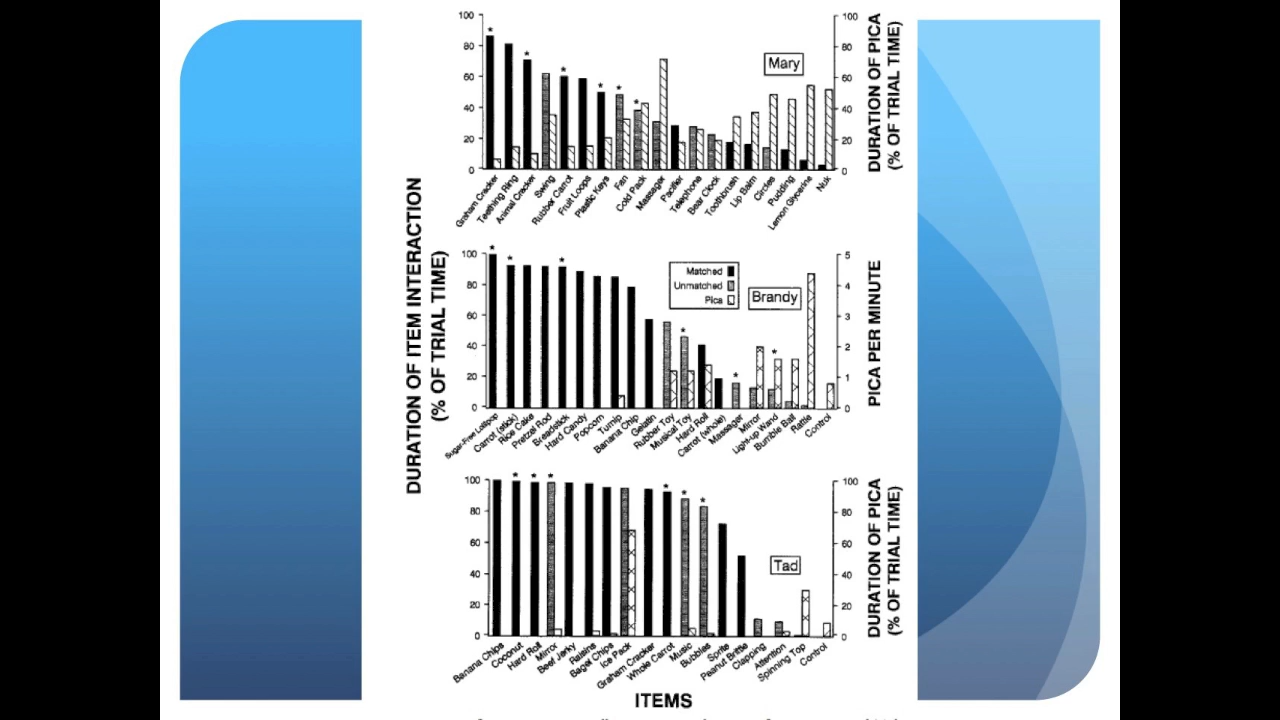 DURATION OF ITEM INTERACTION
(% OF TRIAL TIME)
100
80
60
40
20
0
Mary
100
80
60
40
20
0
DURATION OF PICA
(% OF TRIAL TIME)
Graham Cracker
Teething Ring
Animal Cracker
Swing
Rubber Carrot
Fruit Loops
Plastic Keys
Fan
Cold Pack
Massager
Pacifier
Telephone
Bear Clock
Toothbrush
Lip Balm
Circles
Pudding
Lemon Glycerine
Nuk
100
80
60
40
20
0
Matched
Unmatched
Pica
Brandy
5
4
3
2
1
0
PICA PER MINUTE
Sugar-Free Lollipop
Carrot (stick)
Rice Cake
Pretzel Rod
Breadstick
Hard Candy
Popcorn
Turnip
Banana Chip
Gelatin
Rubber Toy
Musical Toy
Hard Roll
Carrot (whole)
Massager
Mirror
Light-up Wand
Bumble Ball
Rattle
Control
100
80
60
40
20
0
Tad
100
80
60
40
20
0
DURATION OF PICA
(% OF TRIAL TIME)
Banana Chips
Coconut
Hard Roll
Mirror
Beef Jerky
Raisins
Bagel Chips
Ice Pack
Graham Cracker
Whole Carrot
Music
Bubbles
Sprite
Peanut Brittle
Clapping
Attention
Spinning Top
Control
ITEMS